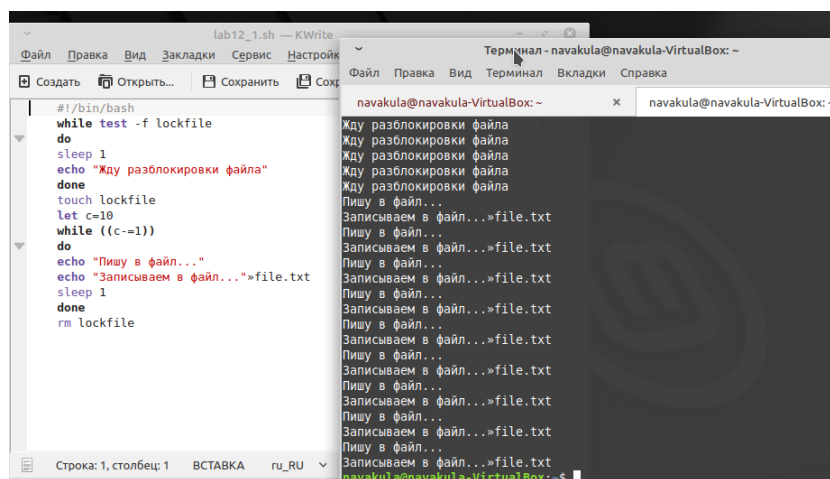 lab12_1.sh — KWrite
Файл Правка Вид Закладки Сервис Настройк
Создать Открыть... Сохранить Сохр
#!/bin/bash
while test -f lockfile
do
sleep 1
echo "Жду разблокировки файла"
done
touch lockfile
let c=10
while ((c-=1))
do
echo "Пишу в файл..."
echo "Записываем в файл..."»file.txt
sleep 1
done
rm lockfile
Строка: 1, столбец: 1 ВСТАВКА ru_RU
Терминал - navakula@navakula-VirtualBox: ~
Файл Правка Вид Терминал Вкладки Справка
navakula@navakula-VirtualBox: ~ navakula@navakula-VirtualBox:
Жду разблокировки файла
Жду разблокировки файла
Жду разблокировки файла
Жду разблокировки файла
Жду разблокировки файла
Пишу в файл...
Записываем в файл...»file.txt
Пишу в файл...
Записываем в файл...»file.txt
Пишу в файл...
Записываем в файл...»file.txt
Пишу в файл...
Записываем в файл...»file.txt
Пишу в файл...
Записываем в файл...»file.txt
Пишу в файл...
Записываем в файл...»file.txt
Пишу в файл...
Записываем в файл...»file.txt
Пишу в файл...
Записываем в файл...»file.txt
Пишу в файл...
Записываем в файл...»file.txt
navakula@navakula-VirtualBox:~$